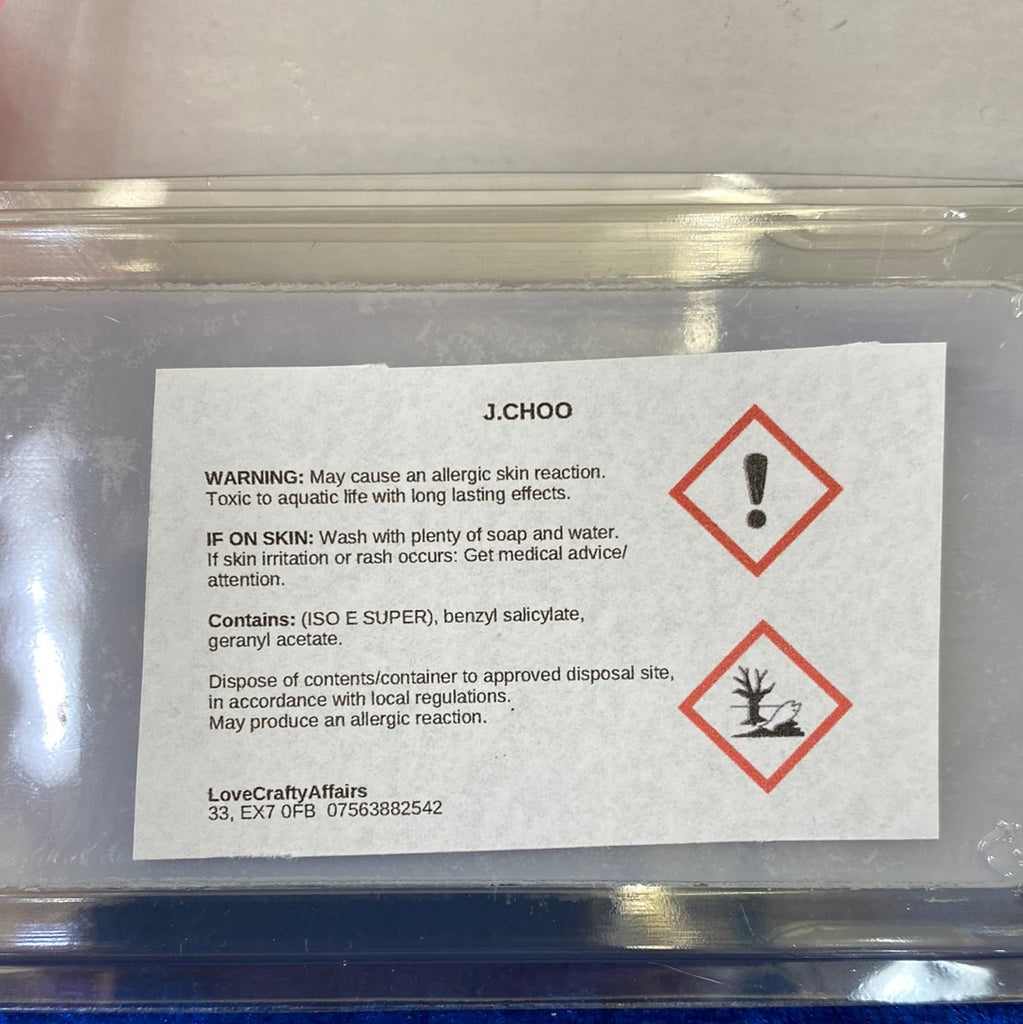 J.CHOO
WARNING: May cause an allergic skin reaction.
Toxic to aquatic life with long lasting effects.
IF ON SKIN: Wash with plenty of soap and water.
If skin irritation or rash occurs: Get medical advice/
attention.
Contains: (ISO E SUPER), benzyl salicylate,
geranyl acetate.
Dispose of contents/container to approved disposal site,
in accordance with local regulations.
May produce an allergic reaction.
LoveCraftyAffairs
33, EX7 0FB 07563882542